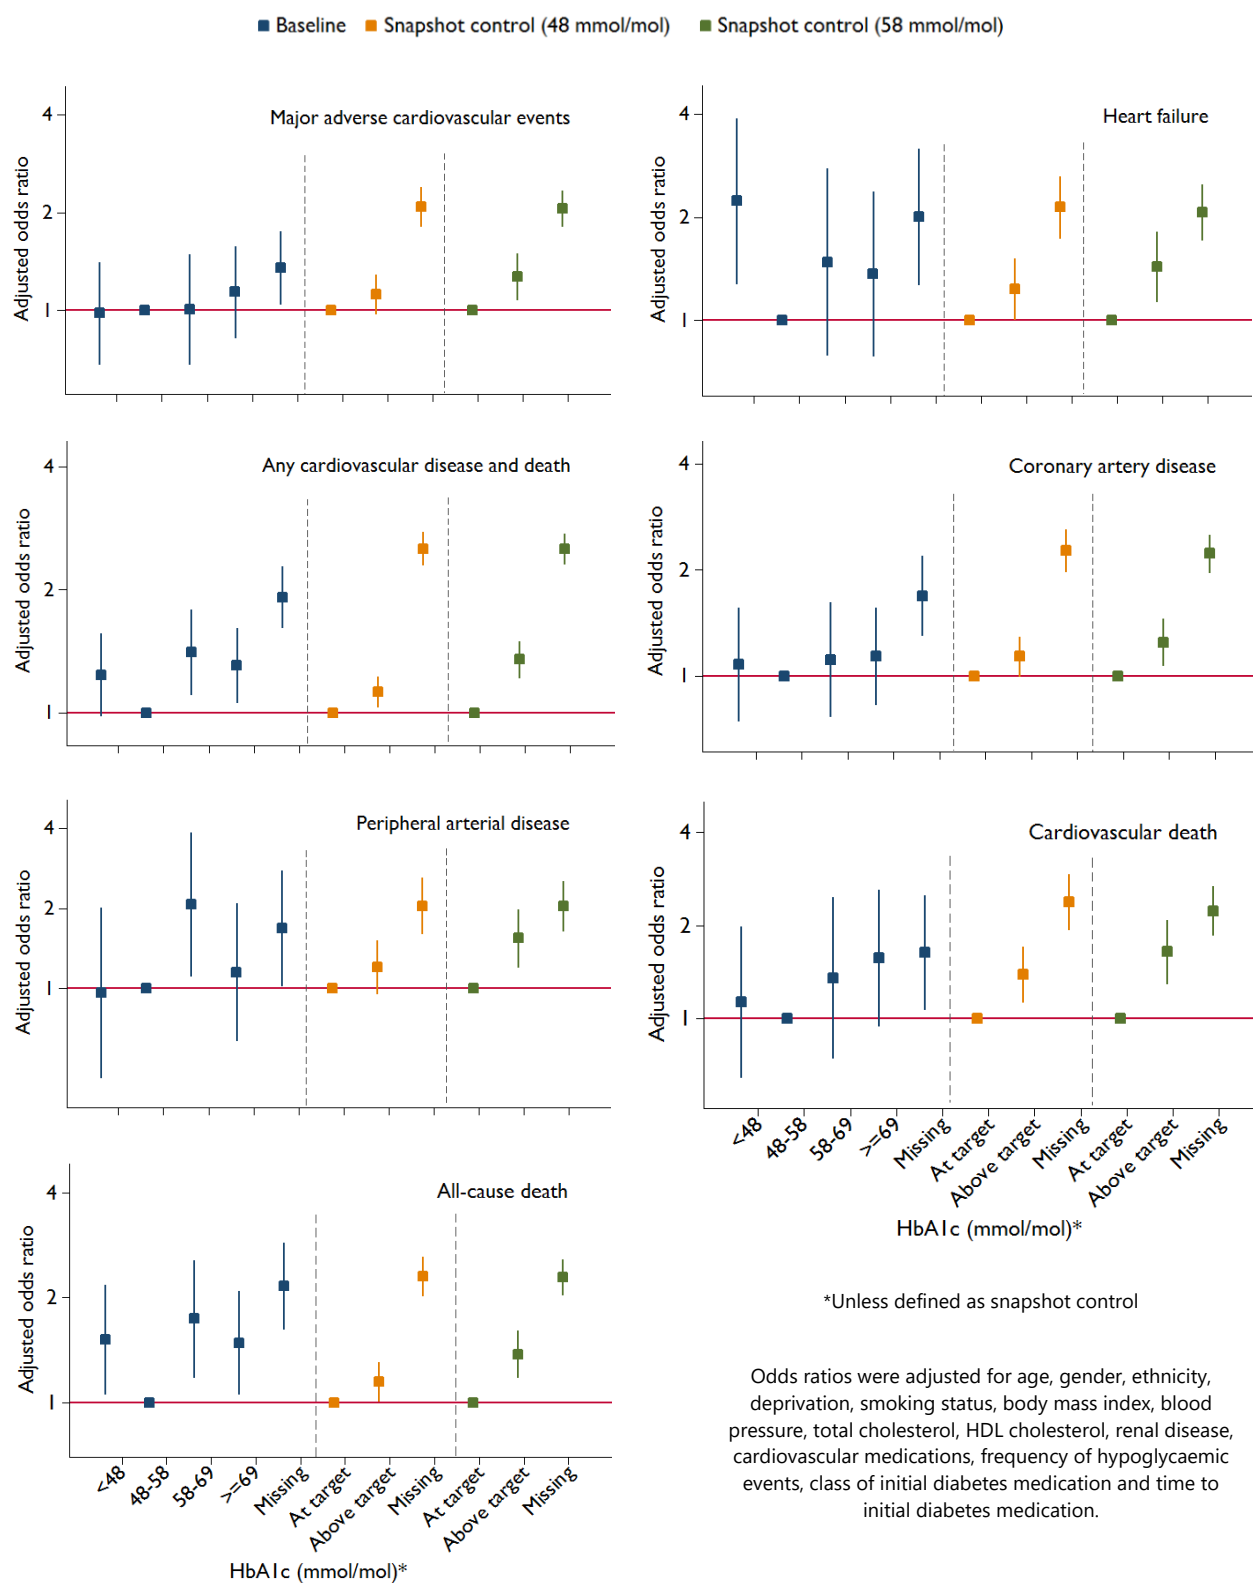 Baseline
Snapshot control (48 mmol/mol)
Snapshot control (58 mmol/mol)
Major adverse cardiovascular events
Adjusted odds ratio
4
2
1
Heart failure
Adjusted odds ratio
4
2
1
Any cardiovascular disease and death
Adjusted odds ratio
4
2
1
Coronary artery disease
Adjusted odds ratio
4
2
1
Peripheral arterial disease
Adjusted odds ratio
4
2
1
Cardiovascular death
Adjusted odds ratio
4
2
1
<48
48-58
58-69
>=69
Missing
At target
Above target
Missing
At target
Above target
Missing
HbA1c (mmol/mol)*
All-cause death
Adjusted odds ratio
4
2
1
<48
48-58
58-69
>=69
Missing
At target
Above target
Missing
At target
Above target
Missing
HbA1c (mmol/mol)*
*Unless defined as snapshot control
Odds ratios were adjusted for age, gender, ethnicity,
deprivation, smoking status, body mass index, blood
pressure, total cholesterol, HDL cholesterol, renal disease,
cardiovascular medications, frequency of hypoglycaemic
events, class of initial diabetes medication and time to
initial diabetes medication.